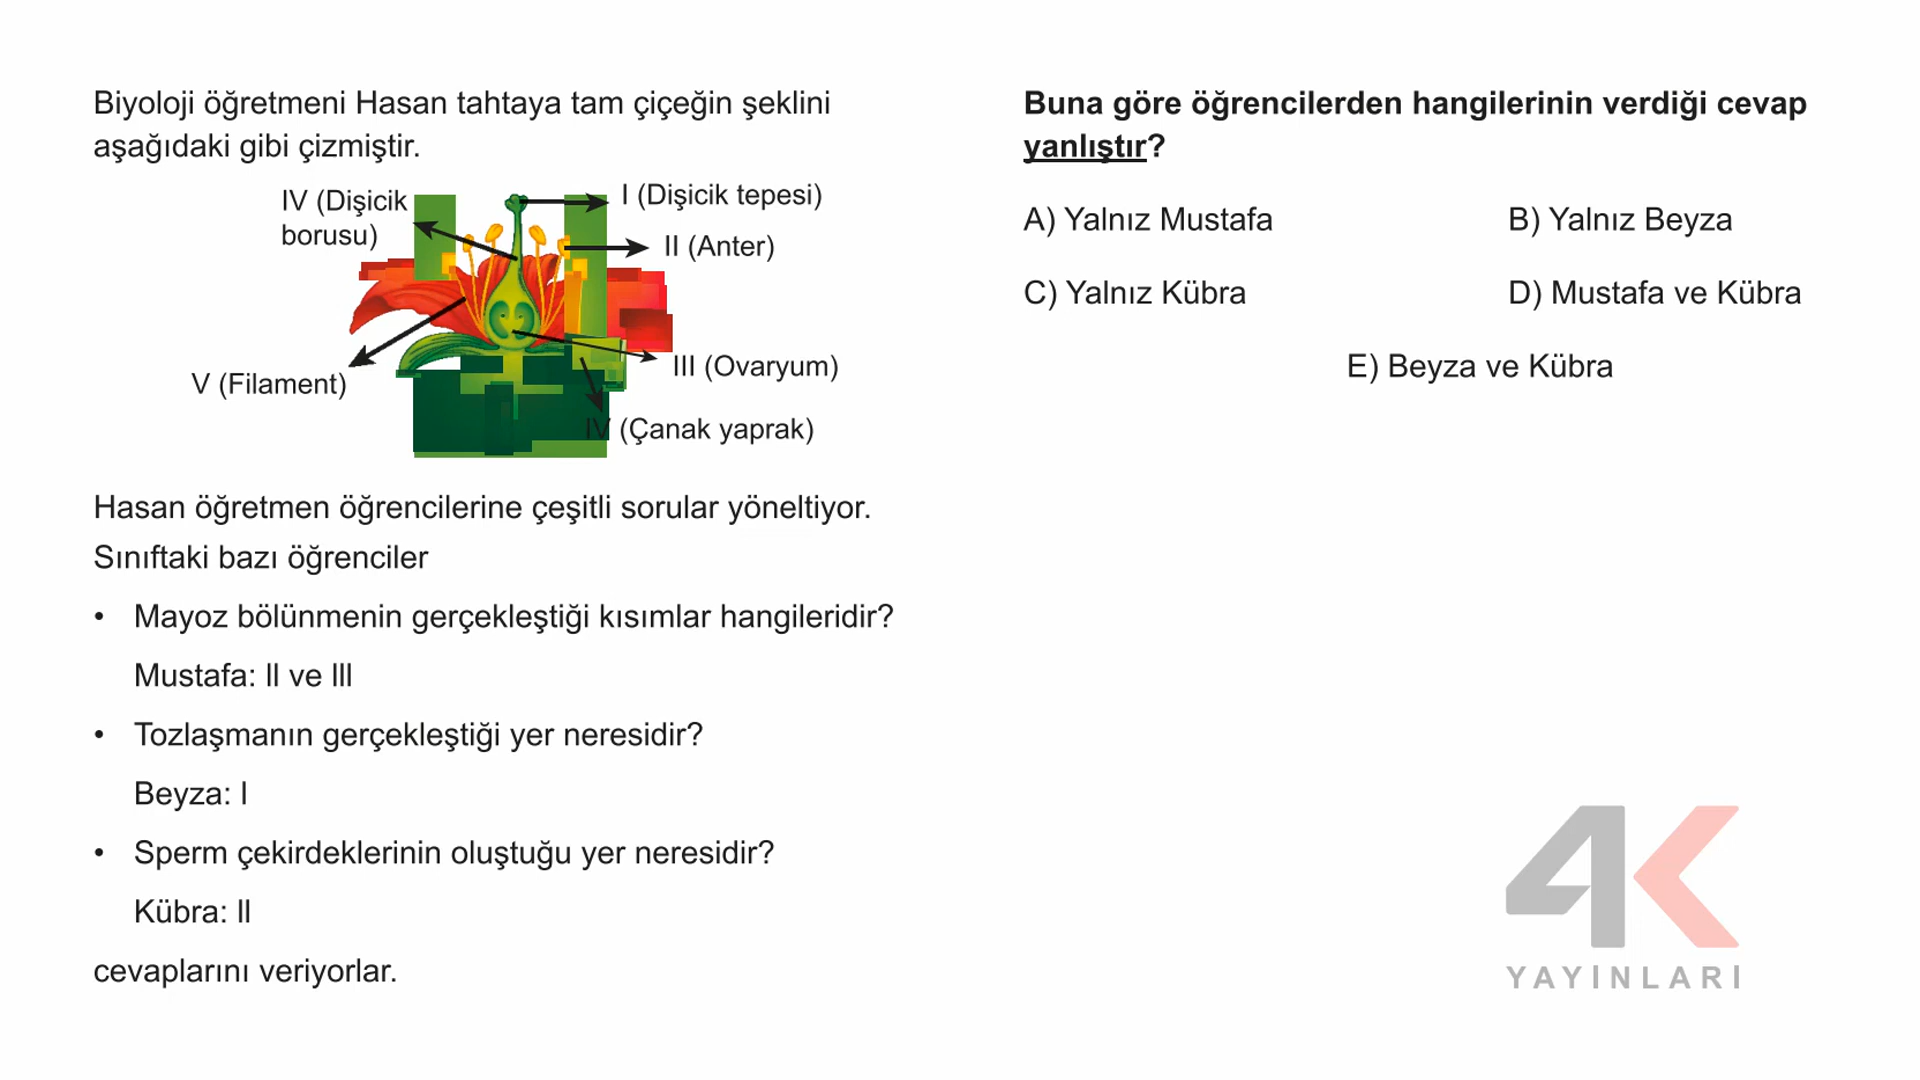 Biyoloji öğretmeni Hasan tahtaya tam çiçeğin şeklini
aşağıdaki gibi çizmiştir.
IV (Dişicik
borusu)
I (Dişicik tepesi)
II (Anter)
III (Ovaryum)
V (Filament)
IV (Çanak yaprak)
Hasan öğretmen öğrencilerine çeşitli sorular yöneltiyor.
Sınıftaki bazı öğrenciler
• Mayoz bölünmenin gerçekleştiği kısımlar hangileridir?
Mustafa: II ve III
• Tozlaşmanın gerçekleştiği yer neresidir?
Beyza: I
• Sperm çekirdeklerinin oluştuğu yer neresidir?
Kübra: II
cevaplarını veriyorlar.
Buna göre öğrencilerden hangilerinin verdiği cevap
yanlıştır?
A) Yalnız Mustafa
B) Yalnız Beyza
C) Yalnız Kübra
D) Mustafa ve Kübra
E) Beyza ve Kübra
4K
YAYINLARI